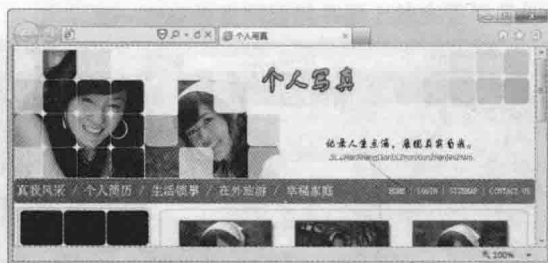 个人写真
个人写真
记录人生点滴，展现真实自我。
真我风采 / 个人简历 / 生活锁事 / 在外旅游 / 幸福家庭
HOME | LOGIN | SITEMAP | CONTACT US
100%